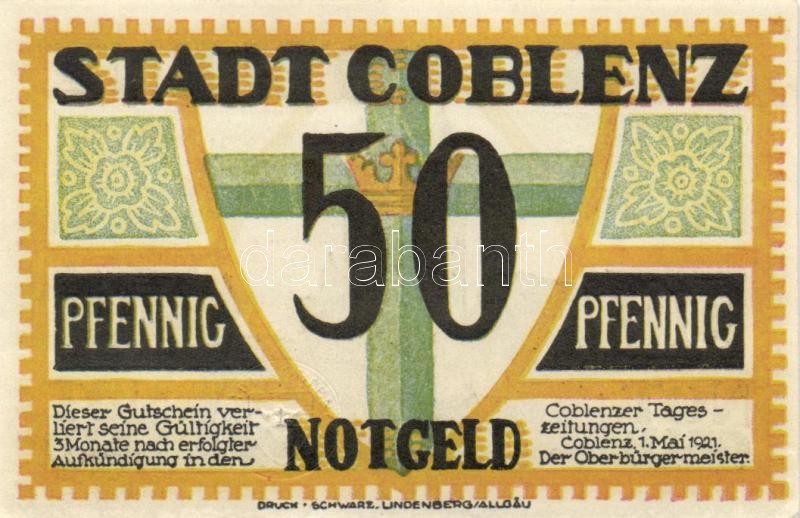 STADT COBLENZ
50
darabanth
PFENNIG
PFENNIG
Dieser Gutschein ver-
liert seine Gültigkeit
3 Monate nach erfolgter
Aufkündigung in den
NOTGELD
Coblenzer Tages-
zeitungen.
Coblenz, 1. Mai 1921.
Der Oberbürgermeister.
DRUCK · SCHWARZ, LINDENBERG/ALLGÄU